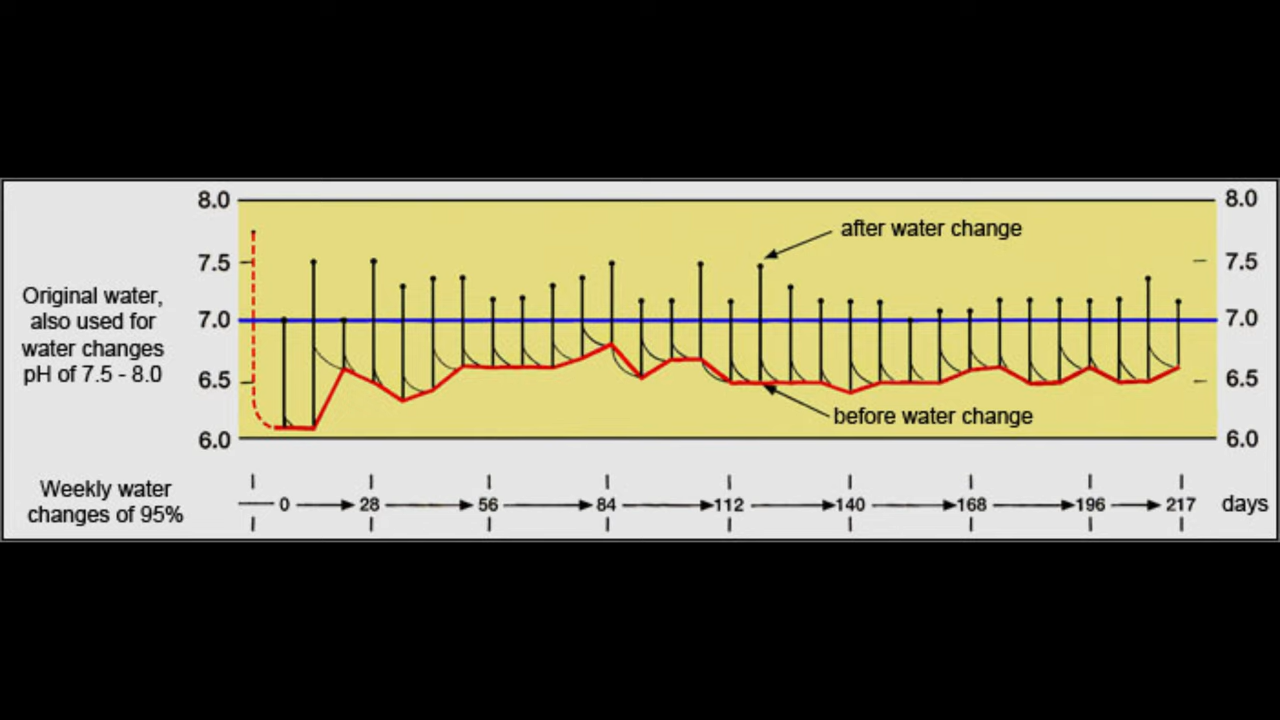 8.0
8.0
after water change
7.5
7.5
Original water,
also used for
water changes
pH of 7.5 - 8.0
7.0
7.0
6.5
6.5
before water change
6.0
6.0
Weekly water
changes of 95%
0 28 56 84 112 140 168 196 217 days